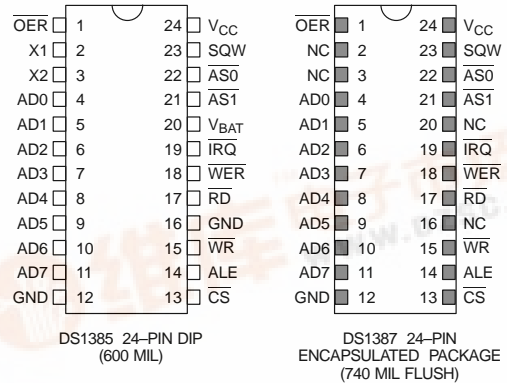 OER 1 24 VCC
X1 2 23 SQW
X2 3 22 AS0
AD0 4 21 AS1
AD1 5 20 VBAT
AD2 6 19 IRQ
AD3 7 18 WER
AD4 8 17 RD
AD5 9 16 GND
AD6 10 15 WR
AD7 11 14 ALE
GND 12 13 CS
DS1385 24–PIN DIP
(600 MIL)
OER 1 24 VCC
NC 2 23 SQW
NC 3 22 AS0
AD0 4 21 AS1
AD1 5 20 NC
AD2 6 19 IRQ
AD3 7 18 WER
AD4 8 17 RD
AD5 9 16 NC
AD6 10 15 WR
AD7 11 14 ALE
GND 12 13 CS
DS1387 24–PIN
ENCAPSULATED PACKAGE
(740 MIL FLUSH)